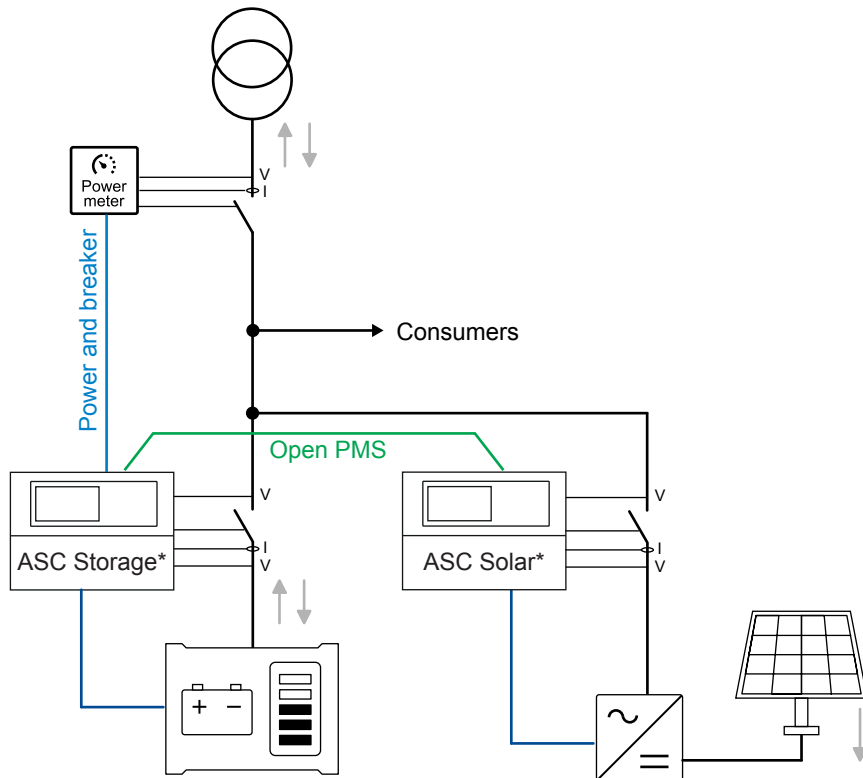 V
I
Power
meter
Power and breaker
Consumers
Open PMS
V
V
ASC Storage*
I
V
ASC Solar*
I
V
+ −